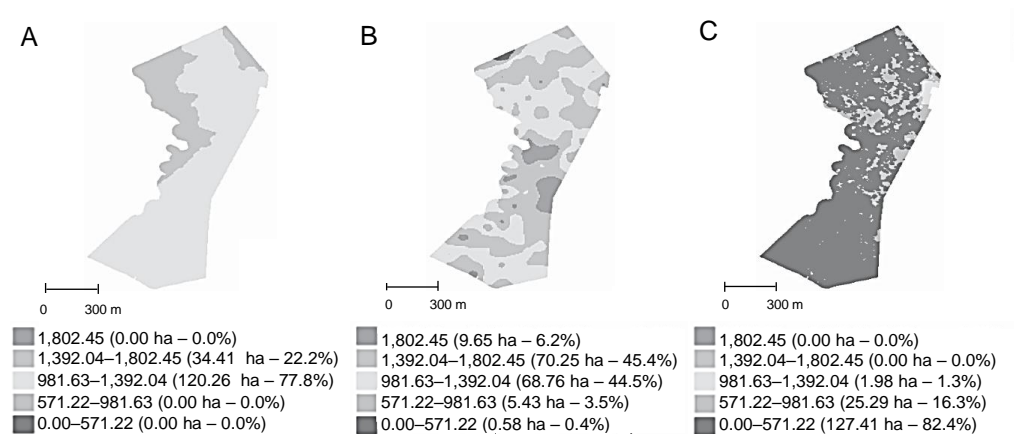 A
B
C
0 300 m
0 300 m
0 300 m
1,802.45 (0.00 ha – 0.0%)
1,392.04–1,802.45 (34.41 ha – 22.2%)
981.63–1,392.04 (120.26 ha – 77.8%)
571.22–981.63 (0.00 ha – 0.0%)
0.00–571.22 (0.00 ha – 0.0%)
1,802.45 (9.65 ha – 6.2%)
1,392.04–1,802.45 (70.25 ha – 45.4%)
981.63–1,392.04 (68.76 ha – 44.5%)
571.22–981.63 (5.43 ha – 3.5%)
0.00–571.22 (0.58 ha – 0.4%)
1,802.45 (0.00 ha – 0.0%)
1,392.04–1,802.45 (0.00 ha – 0.0%)
981.63–1,392.04 (1.98 ha – 1.3%)
571.22–981.63 (25.29 ha – 16.3%)
0.00–571.22 (127.41 ha – 82.4%)